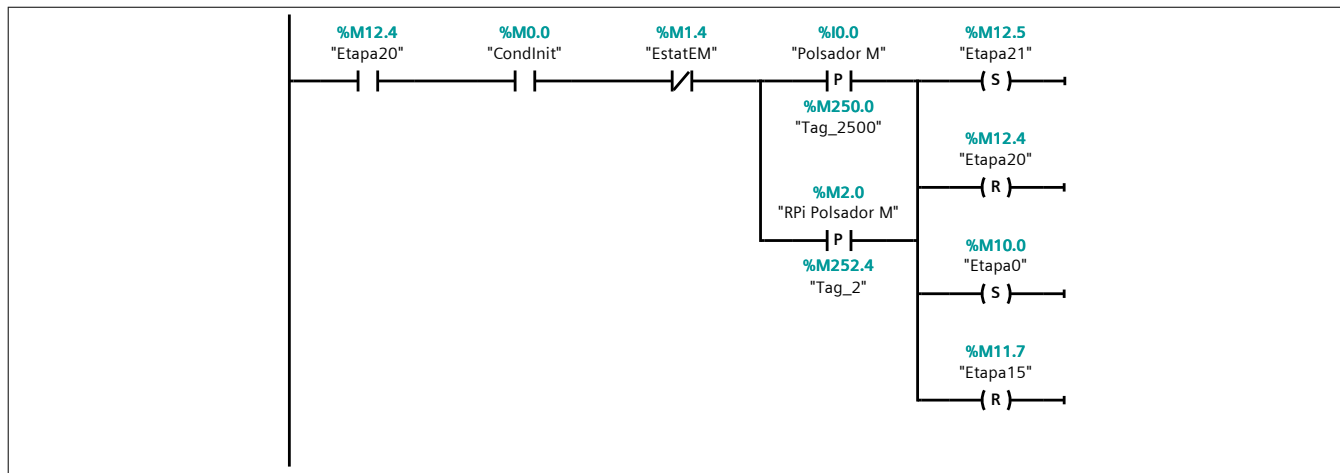 %M12.4
"Etapa20"
%M0.0
"CondInit"
%M1.4
"EstatEM"
%I0.0
"Polsador M"
P
%M250.0
"Tag_2500"
%M12.5
"Etapa21"
S
%M12.4
"Etapa20"
R
%M2.0
"RPi Polsador M"
P
%M252.4
"Tag_2"
%M10.0
"Etapa0"
S
%M11.7
"Etapa15"
R